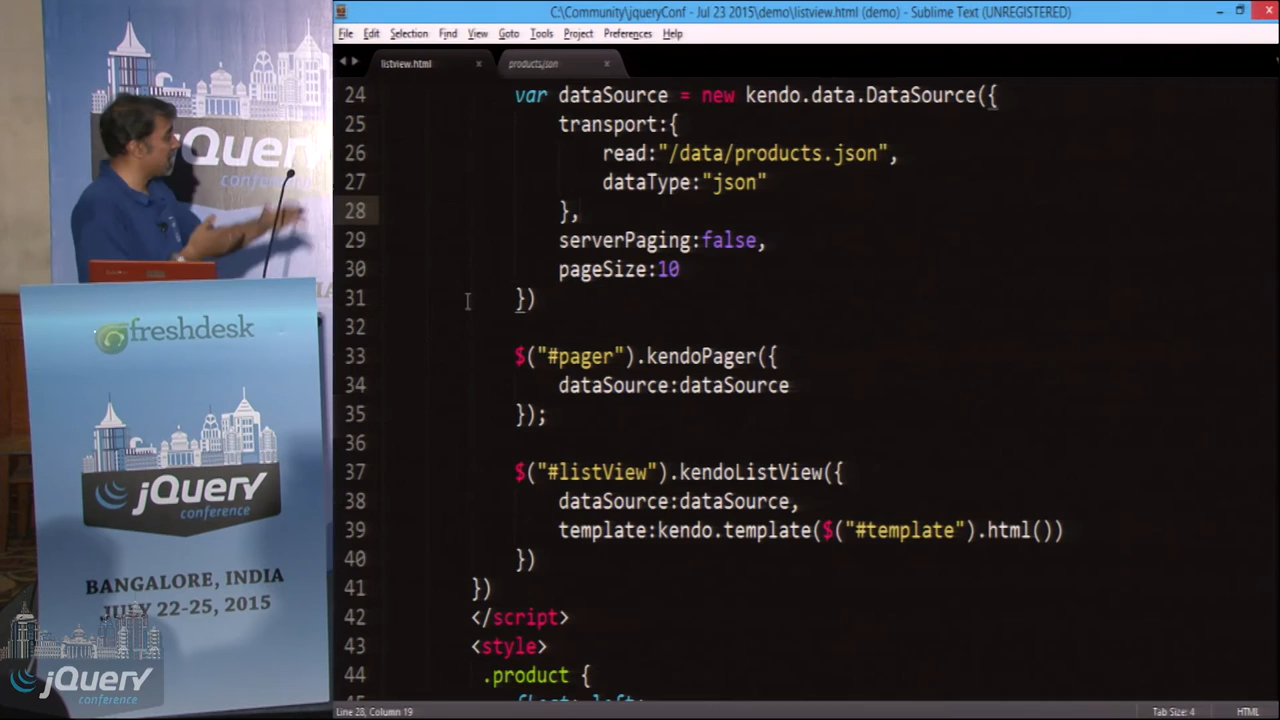 C:\Community\jqueryConf - Jul 23 2015\demo\listview.html (demo) - Sublime Text (UNREGISTERED)
File Edit Selection Find View Goto Tools Project Preferences Help
listview.html × products.json ×
24 var dataSource = new kendo.data.DataSource({
25 transport:{
26 read:"/data/products.json",
27 dataType:"json"
28 },
29 serverPaging:false,
30 pageSize:10
31 })
32
33 $("#pager").kendoPager({
34 dataSource:dataSource
35 });
36
37 $("#listView").kendoListView({
38 dataSource:dataSource,
39 template:kendo.template($("#template").html())
40 })
41 })
42 </script>
43 <style>
44 .product {
Line 28, Column 19
Tab Size: 4 HTML
jQuery
freshdesk
jQuery
conference
BANGALORE, INDIA
JULY 22-25, 2015
jQuery
conference